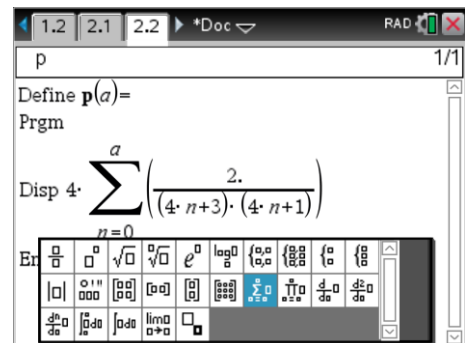 1.2 2.1 2.2 *Doc RAD
p 1/1
Define p(a)=
Prgm
a
Disp 4· ∑ (2./((4·n+3)·(4·n+1)))
n=0
En